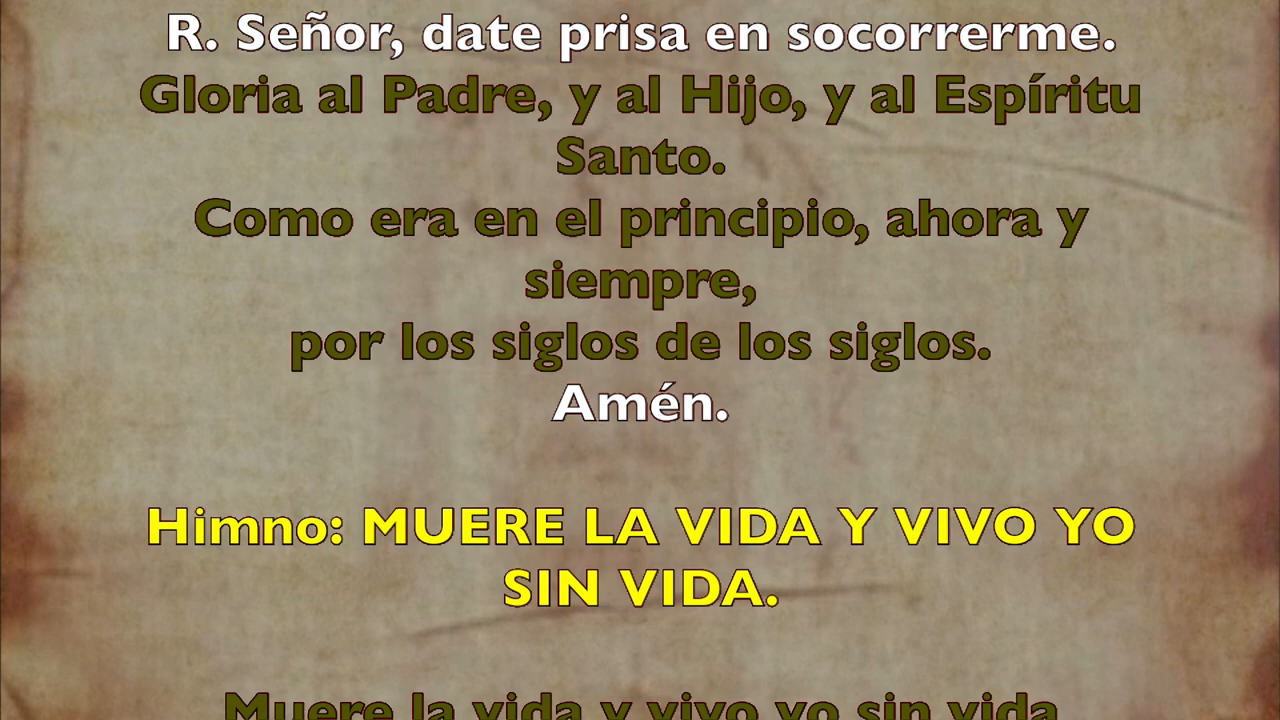 R. Señor, date prisa en socorrerme.
Gloria al Padre, y al Hijo, y al Espíritu
Santo.
Como era en el principio, ahora y
siempre,
por los siglos de los siglos.
Amén.
Himno: MUERE LA VIDA Y VIVO YO
SIN VIDA.
Muere la vida y vivo yo sin vida